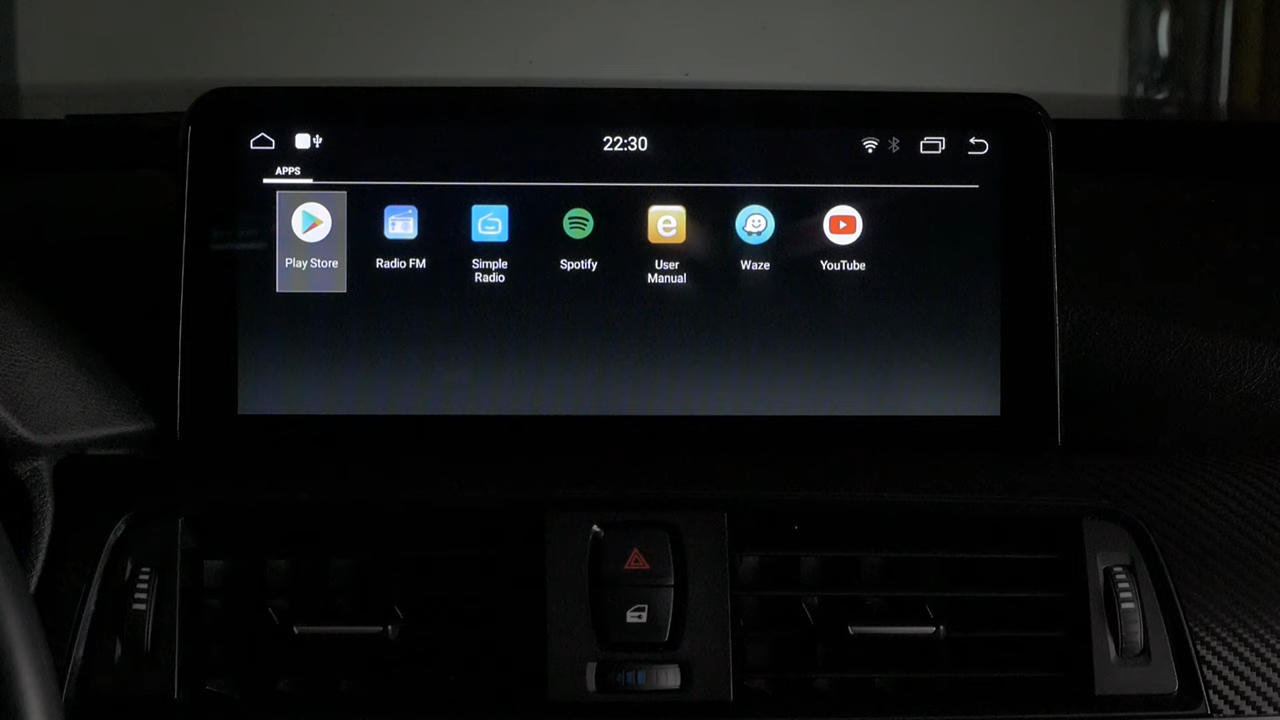 22:30
APPS
Play Store
Radio FM
Simple
Radio
Spotify
e
User
Manual
Waze
YouTube